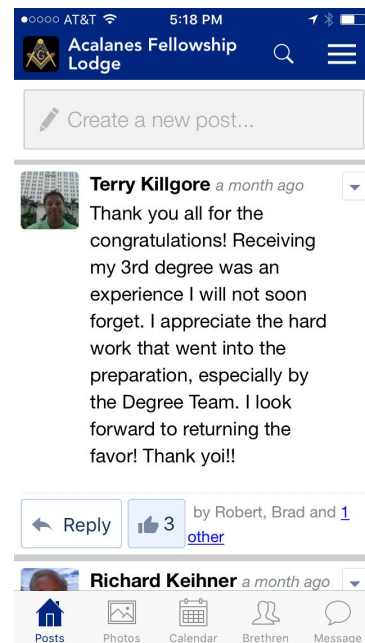 AT&T 5:18 PM
Acalanes Fellowship
Lodge
Create a new post...
Terry Killgore a month ago
Thank you all for the
congratulations! Receiving
my 3rd degree was an
experience I will not soon
forget. I appreciate the hard
work that went into the
preparation, especially by
the Degree Team. I look
forward to returning the
favor! Thank yoi!!
Reply 3 by Robert, Brad and 1
other
Richard Keihner a month ago
Posts Photos Calendar Brethren Message